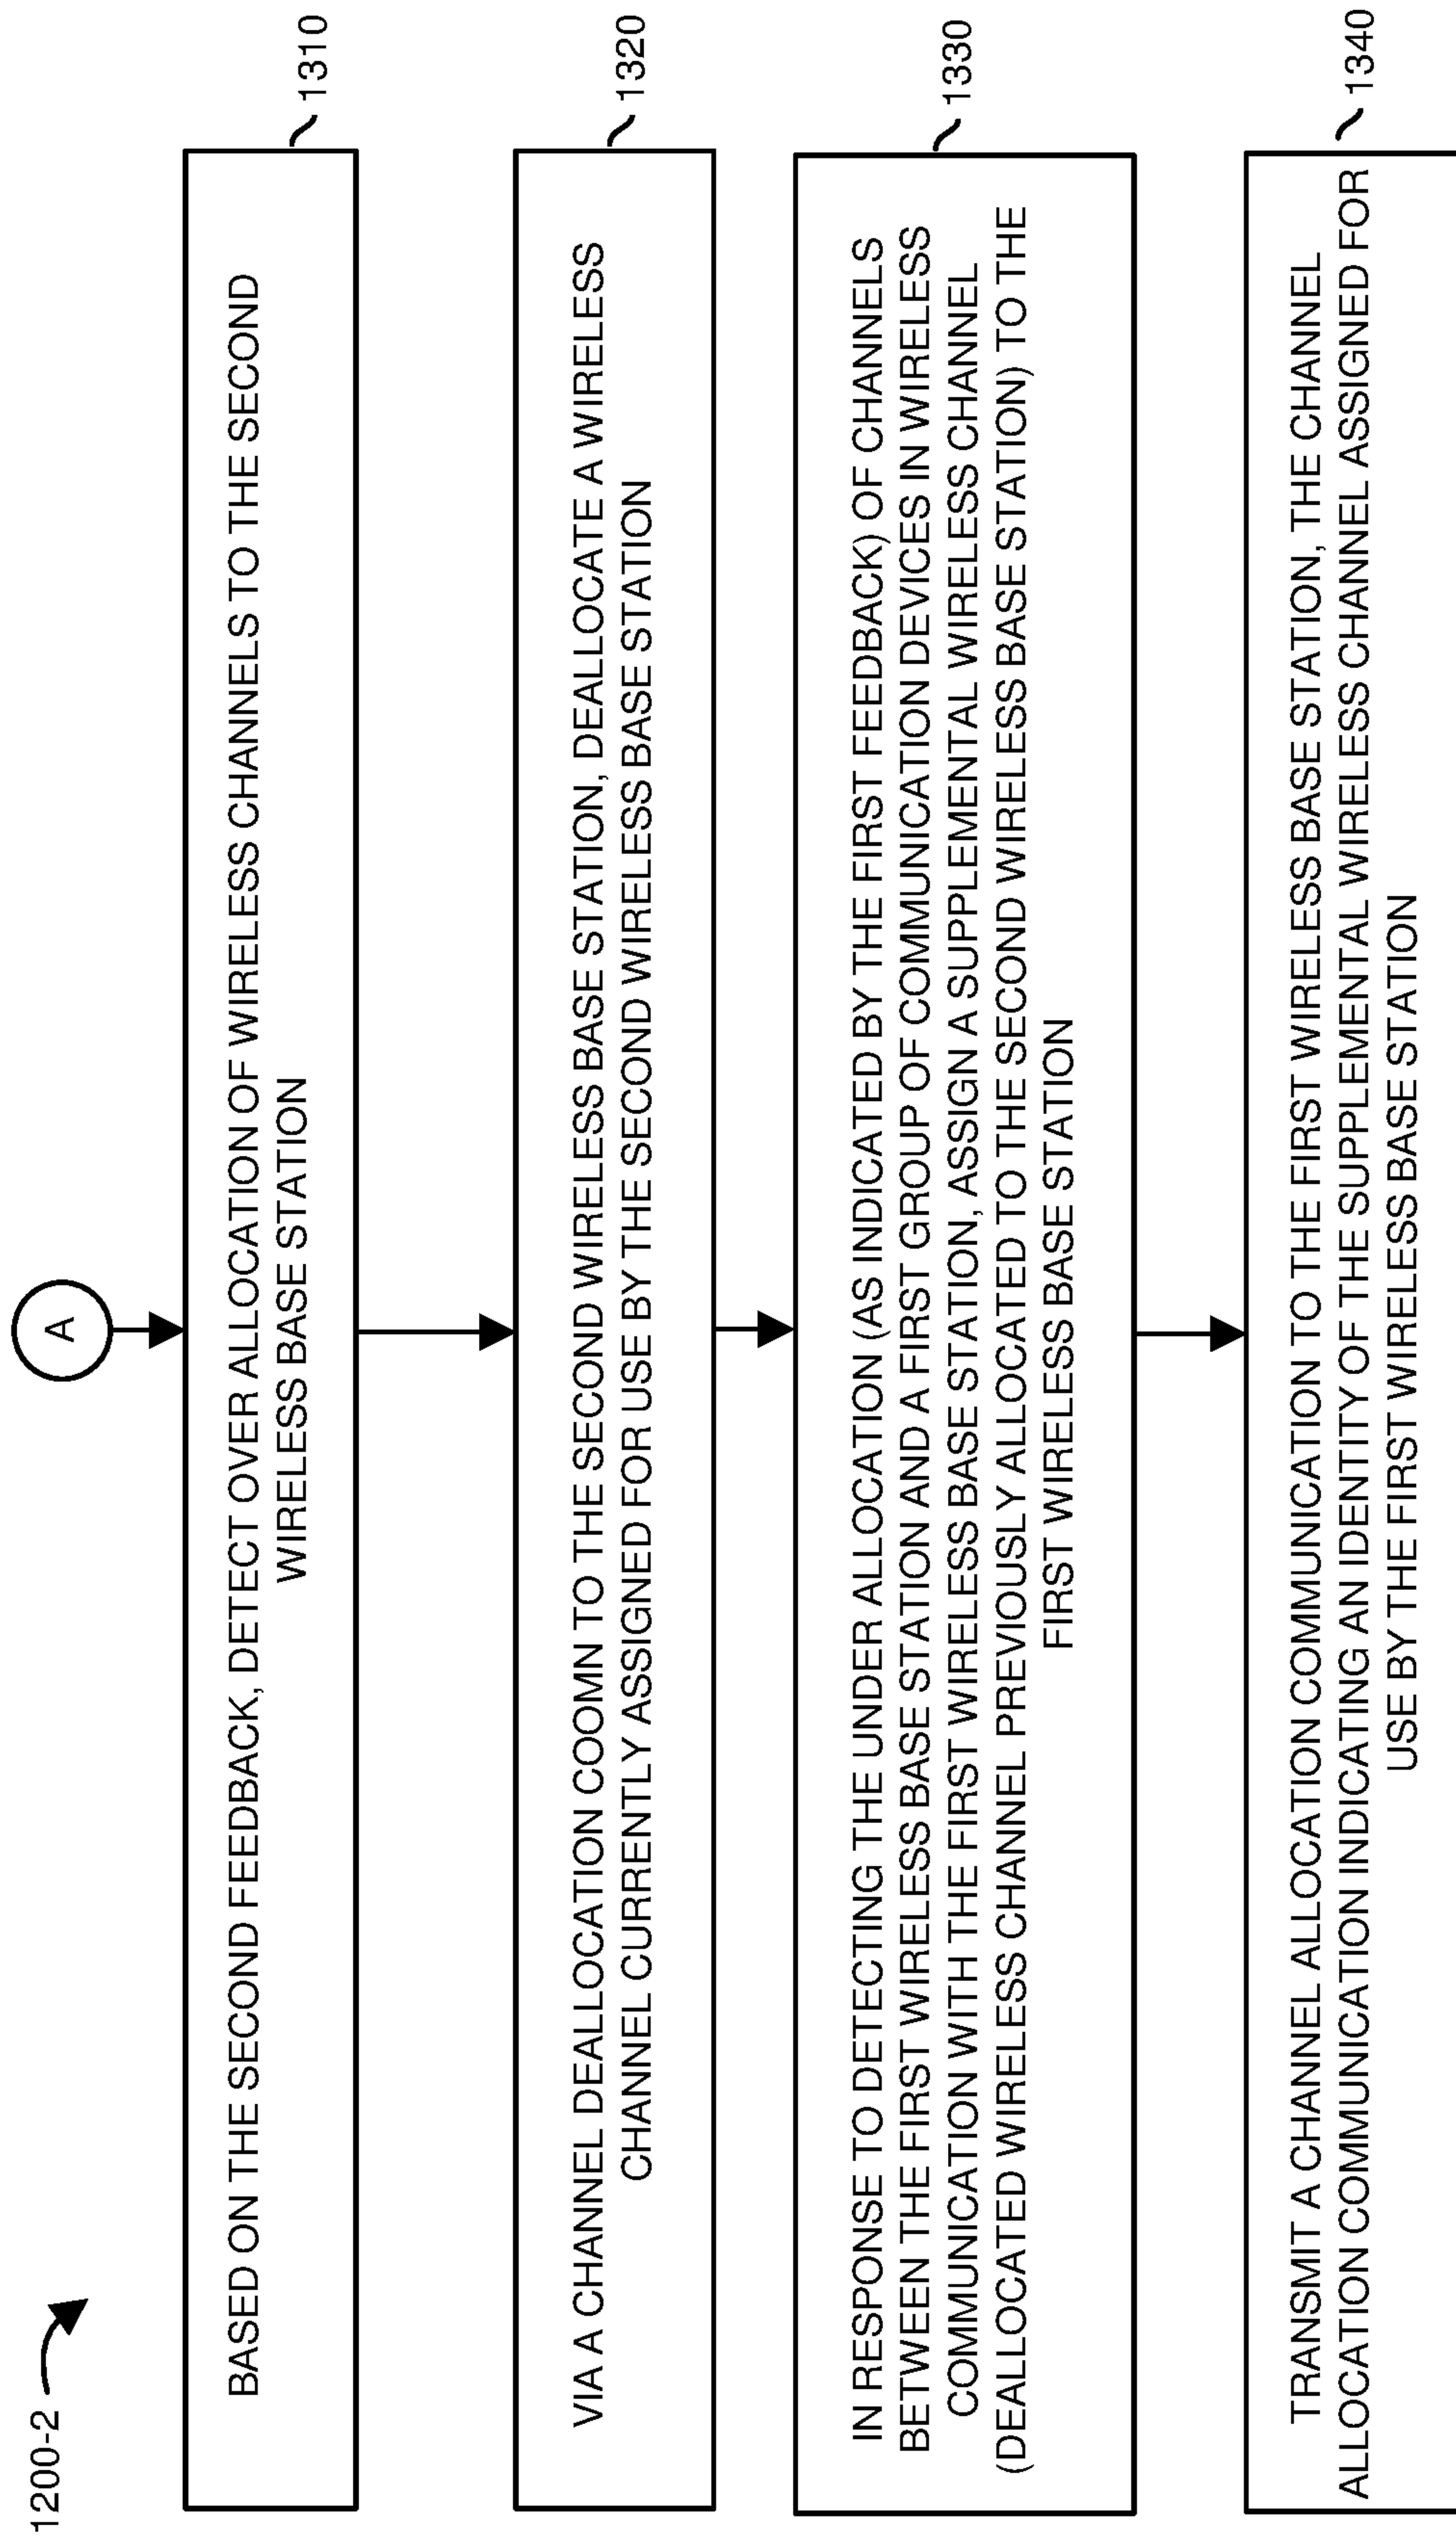 1200-2
A
BASED ON THE SECOND FEEDBACK, DETECT OVER ALLOCATION OF WIRELESS CHANNELS TO THE SECOND
WIRELESS BASE STATION
1310
VIA A CHANNEL DEALLOCATION COOMN TO THE SECOND WIRELESS BASE STATION, DEALLOCATE A WIRELESS
CHANNEL CURRENTLY ASSIGNED FOR USE BY THE SECOND WIRELESS BASE STATION
1320
IN RESPONSE TO DETECTING THE UNDER ALLOCATION (AS INDICATED BY THE FIRST FEEDBACK) OF CHANNELS
BETWEEN THE FIRST WIRELESS BASE STATION AND A FIRST GROUP OF COMMUNICATION DEVICES IN WIRELESS
COMMUNICATION WITH THE FIRST WIRELESS BASE STATION, ASSIGN A SUPPLEMENTAL WIRELESS CHANNEL
(DEALLOCATED WIRELESS CHANNEL PREVIOUSLY ALLOCATED TO THE SECOND WIRELESS BASE STATION) TO THE
FIRST WIRELESS BASE STATION
1330
TRANSMIT A CHANNEL ALLOCATION COMMUNICATION TO THE FIRST WIRELESS BASE STATION, THE CHANNEL
ALLOCATION COMMUNICATION INDICATING AN IDENTITY OF THE SUPPLEMENTAL WIRELESS CHANNEL ASSIGNED FOR
USE BY THE FIRST WIRELESS BASE STATION
1340